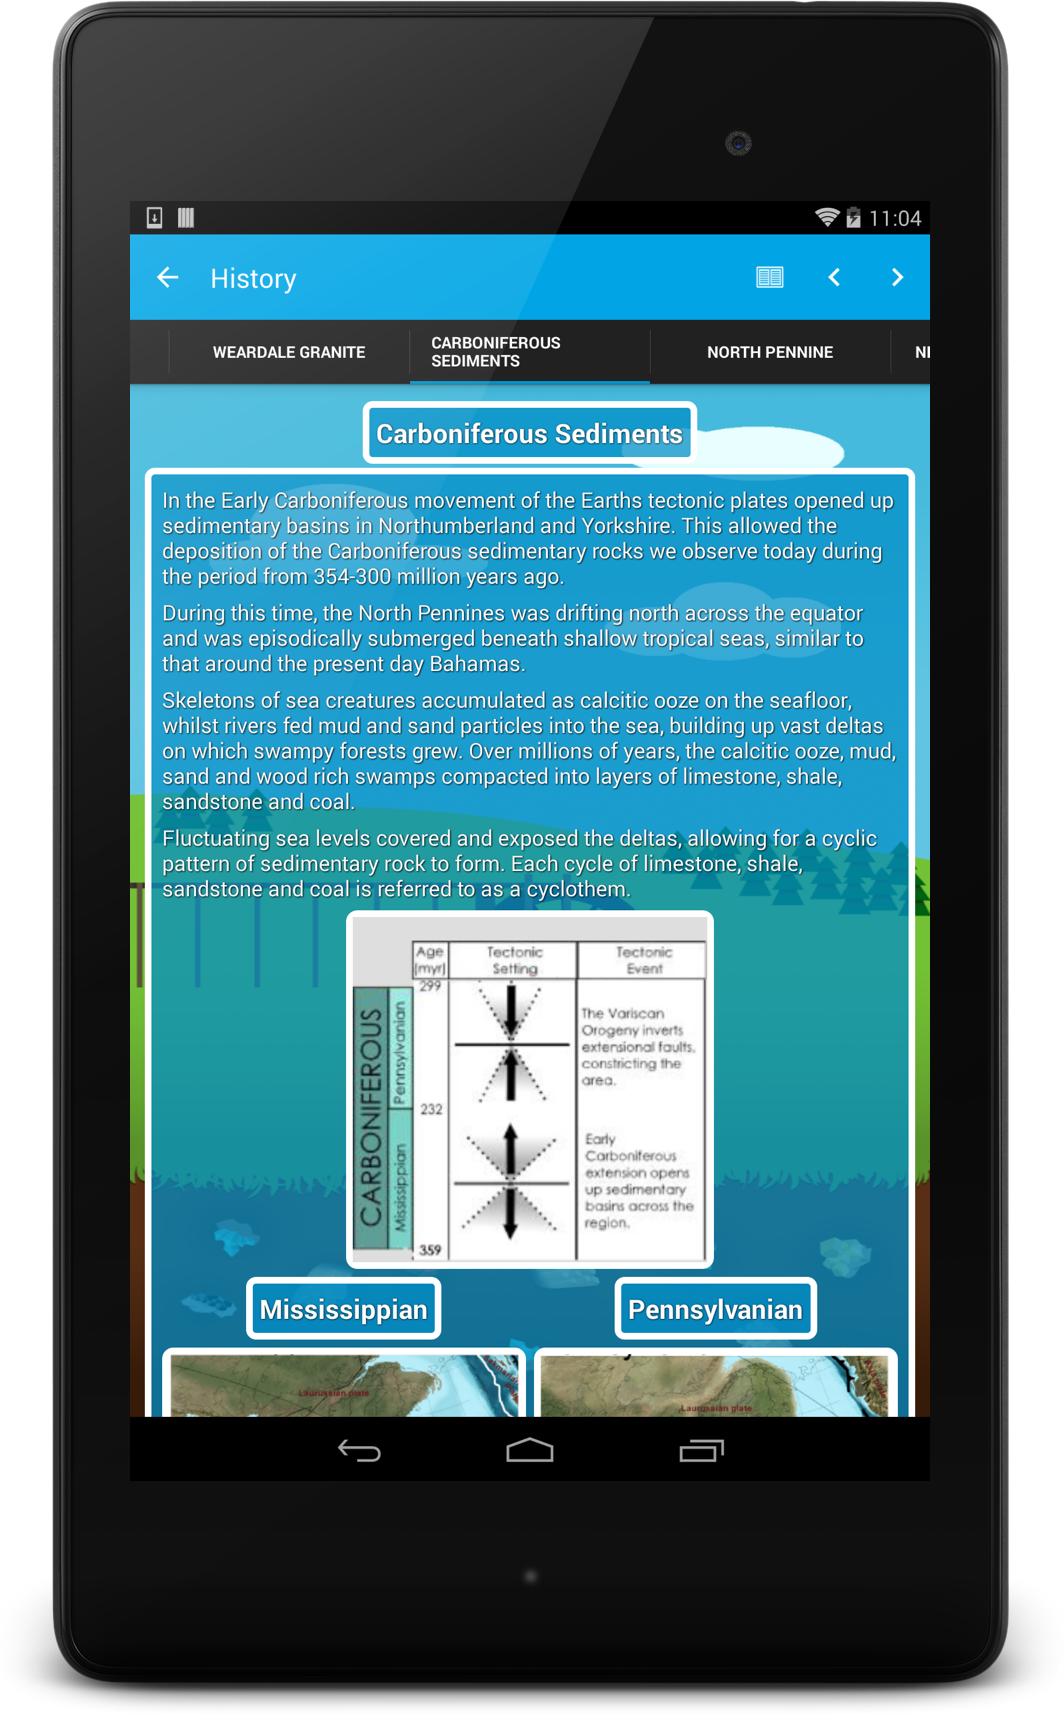 11:04
History
WEARDALE GRANITE
CARBONIFEROUS
SEDIMENTS
NORTH PENNINE
Carboniferous Sediments
In the Early Carboniferous movement of the Earths tectonic plates opened up
sedimentary basins in Northumberland and Yorkshire. This allowed the
deposition of the Carboniferous sedimentary rocks we observe today during
the period from 354-300 million years ago.
During this time, the North Pennines was drifting north across the equator
and was episodically submerged beneath shallow tropical seas, similar to
that around the present day Bahamas.
Skeletons of sea creatures accumulated as calcitic ooze on the seafloor,
whilst rivers fed mud and sand particles into the sea, building up vast deltas
on which swampy forests grew. Over millions of years, the calcitic ooze, mud,
sand and wood rich swamps compacted into layers of limestone, shale,
sandstone and coal.
Fluctuating sea levels covered and exposed the deltas, allowing for a cyclic
pattern of sedimentary rock to form. Each cycle of limestone, shale,
sandstone and coal is referred to as a cyclothem.
Age
(myr)
Tectonic
Setting
Tectonic
Event
299
CARBONIFEROUS
Pennsylvanian
The Variscan
Orogeny inverts
extensional faults,
constricting the
area.
232
Mississippian
Early
Carboniferous
extension opens
up sedimentary
basins across the
region.
359
Mississippian
Pennsylvanian
Laurussian plate
Laurussian plate